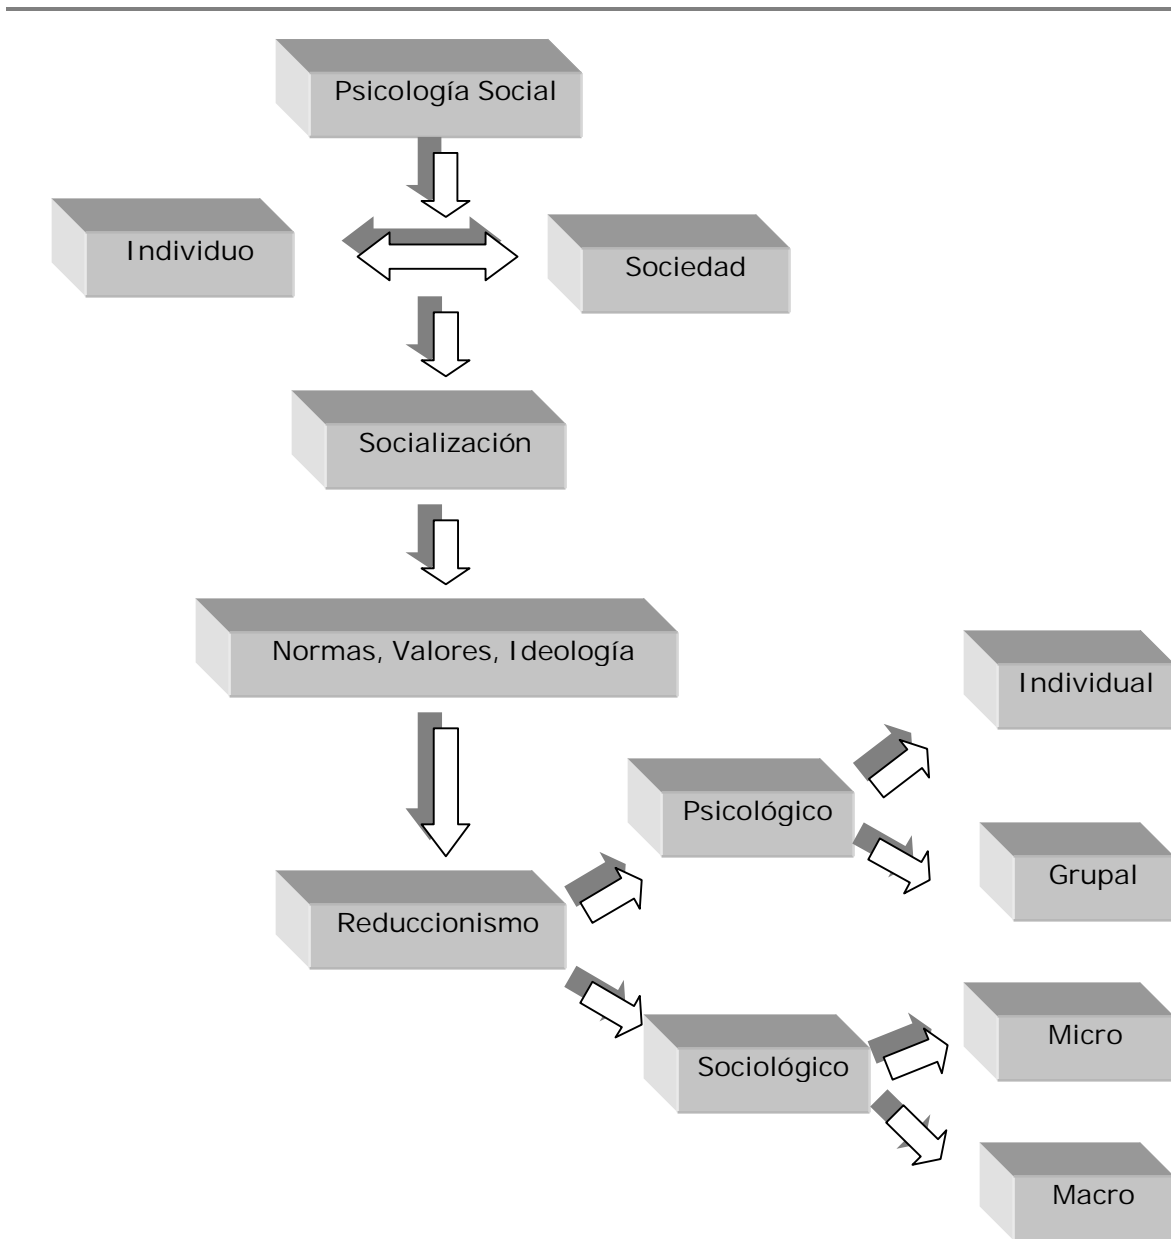 Psicología Social
Individuo
Sociedad
Socialización
Normas, Valores, Ideología
Individual
Psicológico
Grupal
Reduccionismo
Micro
Sociológico
Macro